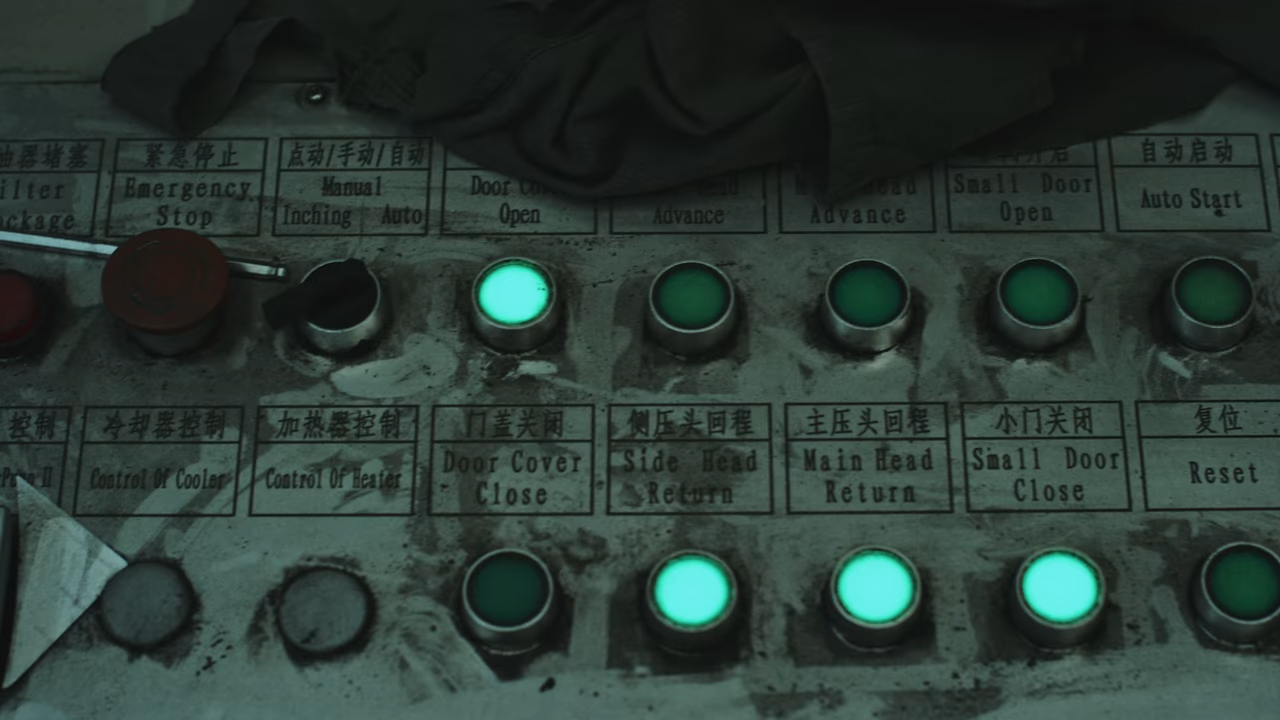 油器堵塞
紧急停止
点动/手动/自动
自动启动
Emergency
Stop
Manual
Inching Auto
Door
Open
Advance
Advance
Small Door
Open
Auto Start
控制
冷却器控制
加热器控制
门盖关闭
侧压头回程
主压头回程
小门关闭
复位
Control Of Cooler
Control Of Heater
Door Cover
Close
Side Head
Return
Main Head
Return
Small Door
Close
Reset